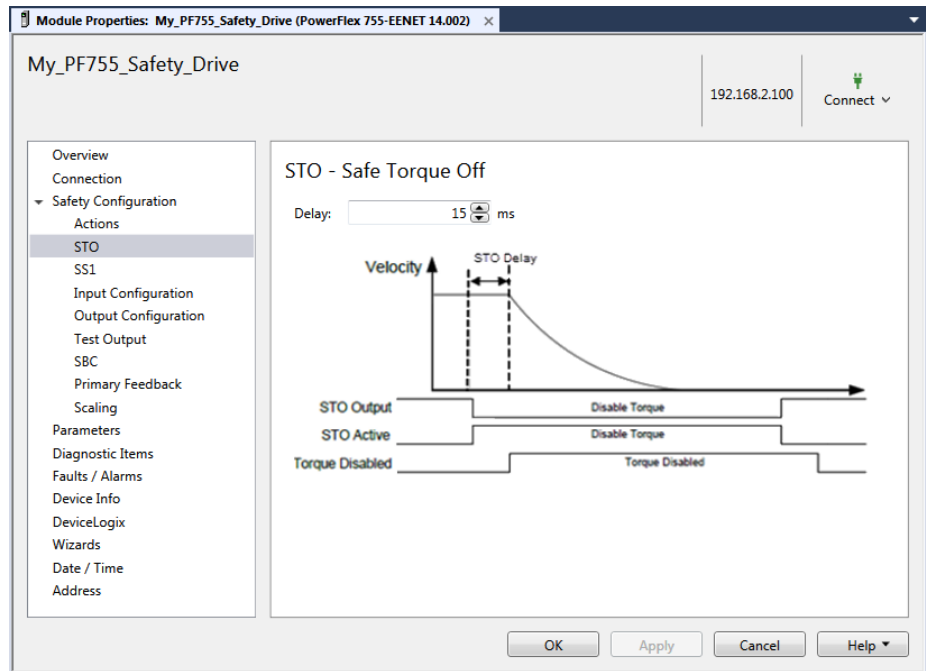 Module Properties: My_PF755_Safety_Drive (PowerFlex 755-EENET 14.002) ×
My_PF755_Safety_Drive
192.168.2.100
Connect
Overview
Connection
Safety Configuration
Actions
STO
SS1
Input Configuration
Output Configuration
Test Output
SBC
Primary Feedback
Scaling
Parameters
Diagnostic Items
Faults / Alarms
Device Info
DeviceLogix
Wizards
Date / Time
Address
STO - Safe Torque Off
Delay: 15 ms
STO Delay
Velocity
STO Output Disable Torque
STO Active Disable Torque
Torque Disabled Torque Disabled
OK Apply Cancel Help